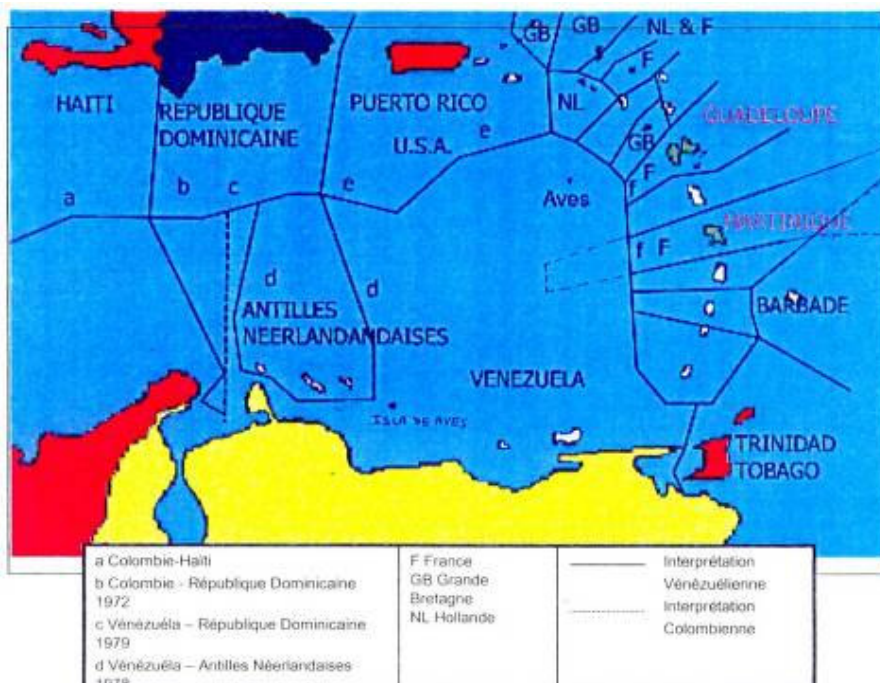 GB
GB
NL & F
f
F
HAITI
REPUBLIQUE
DOMINICAINE
PUERTO RICO
U.S.A.
e
NL
GB
GUADELOUPE
F
f
a
b
c
e
Aves
MARTINIQUE
f F
d
d
ANTILLES
NEERLANDANDAISES
BARBADE
VENEZUELA
ISLA DE AVES
TRINIDAD
TOBAGO
a Colombie-Haïti
b Colombie - République Dominicaine
1972
c Vénézuéla – République Dominicaine
1979
d Vénézuéla – Antilles Néerlandaises
1978
F France
GB Grande
Bretagne
NL Hollande
Interprétation
Vénézuélienne
Interprétation
Colombienne